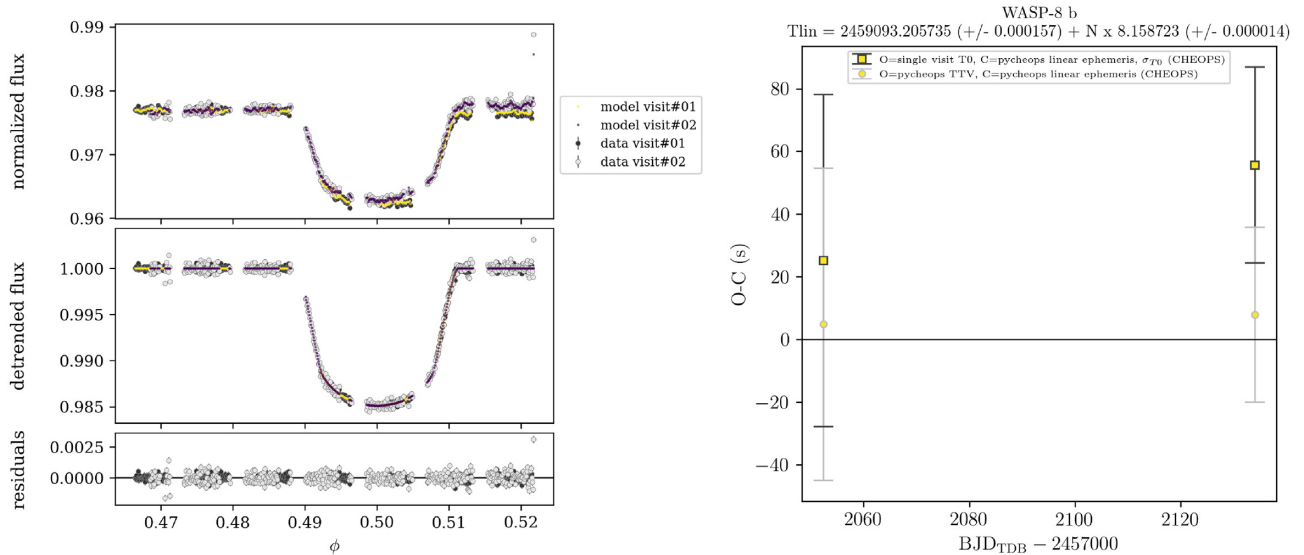 0.99
0.98
0.97
0.96
normalized flux
model visit#01
model visit#02
data visit#01
data visit#02
1.000
0.995
0.990
0.985
detrended flux
0.0025
0.0000
residuals
0.47 0.48 0.49 0.50 0.51 0.52
ϕ
WASP-8 b
Tlin = 2459093.205735 (+/- 0.000157) + N x 8.158723 (+/- 0.000014)
O=single visit T0, C=pycheops linear ephemeris, σ_T0 (CHEOPS)
O=pycheops TTV, C=pycheops linear ephemeris (CHEOPS)
80
60
40
20
0
−20
−40
O-C (s)
2060 2080 2100 2120
BJD_TDB − 2457000